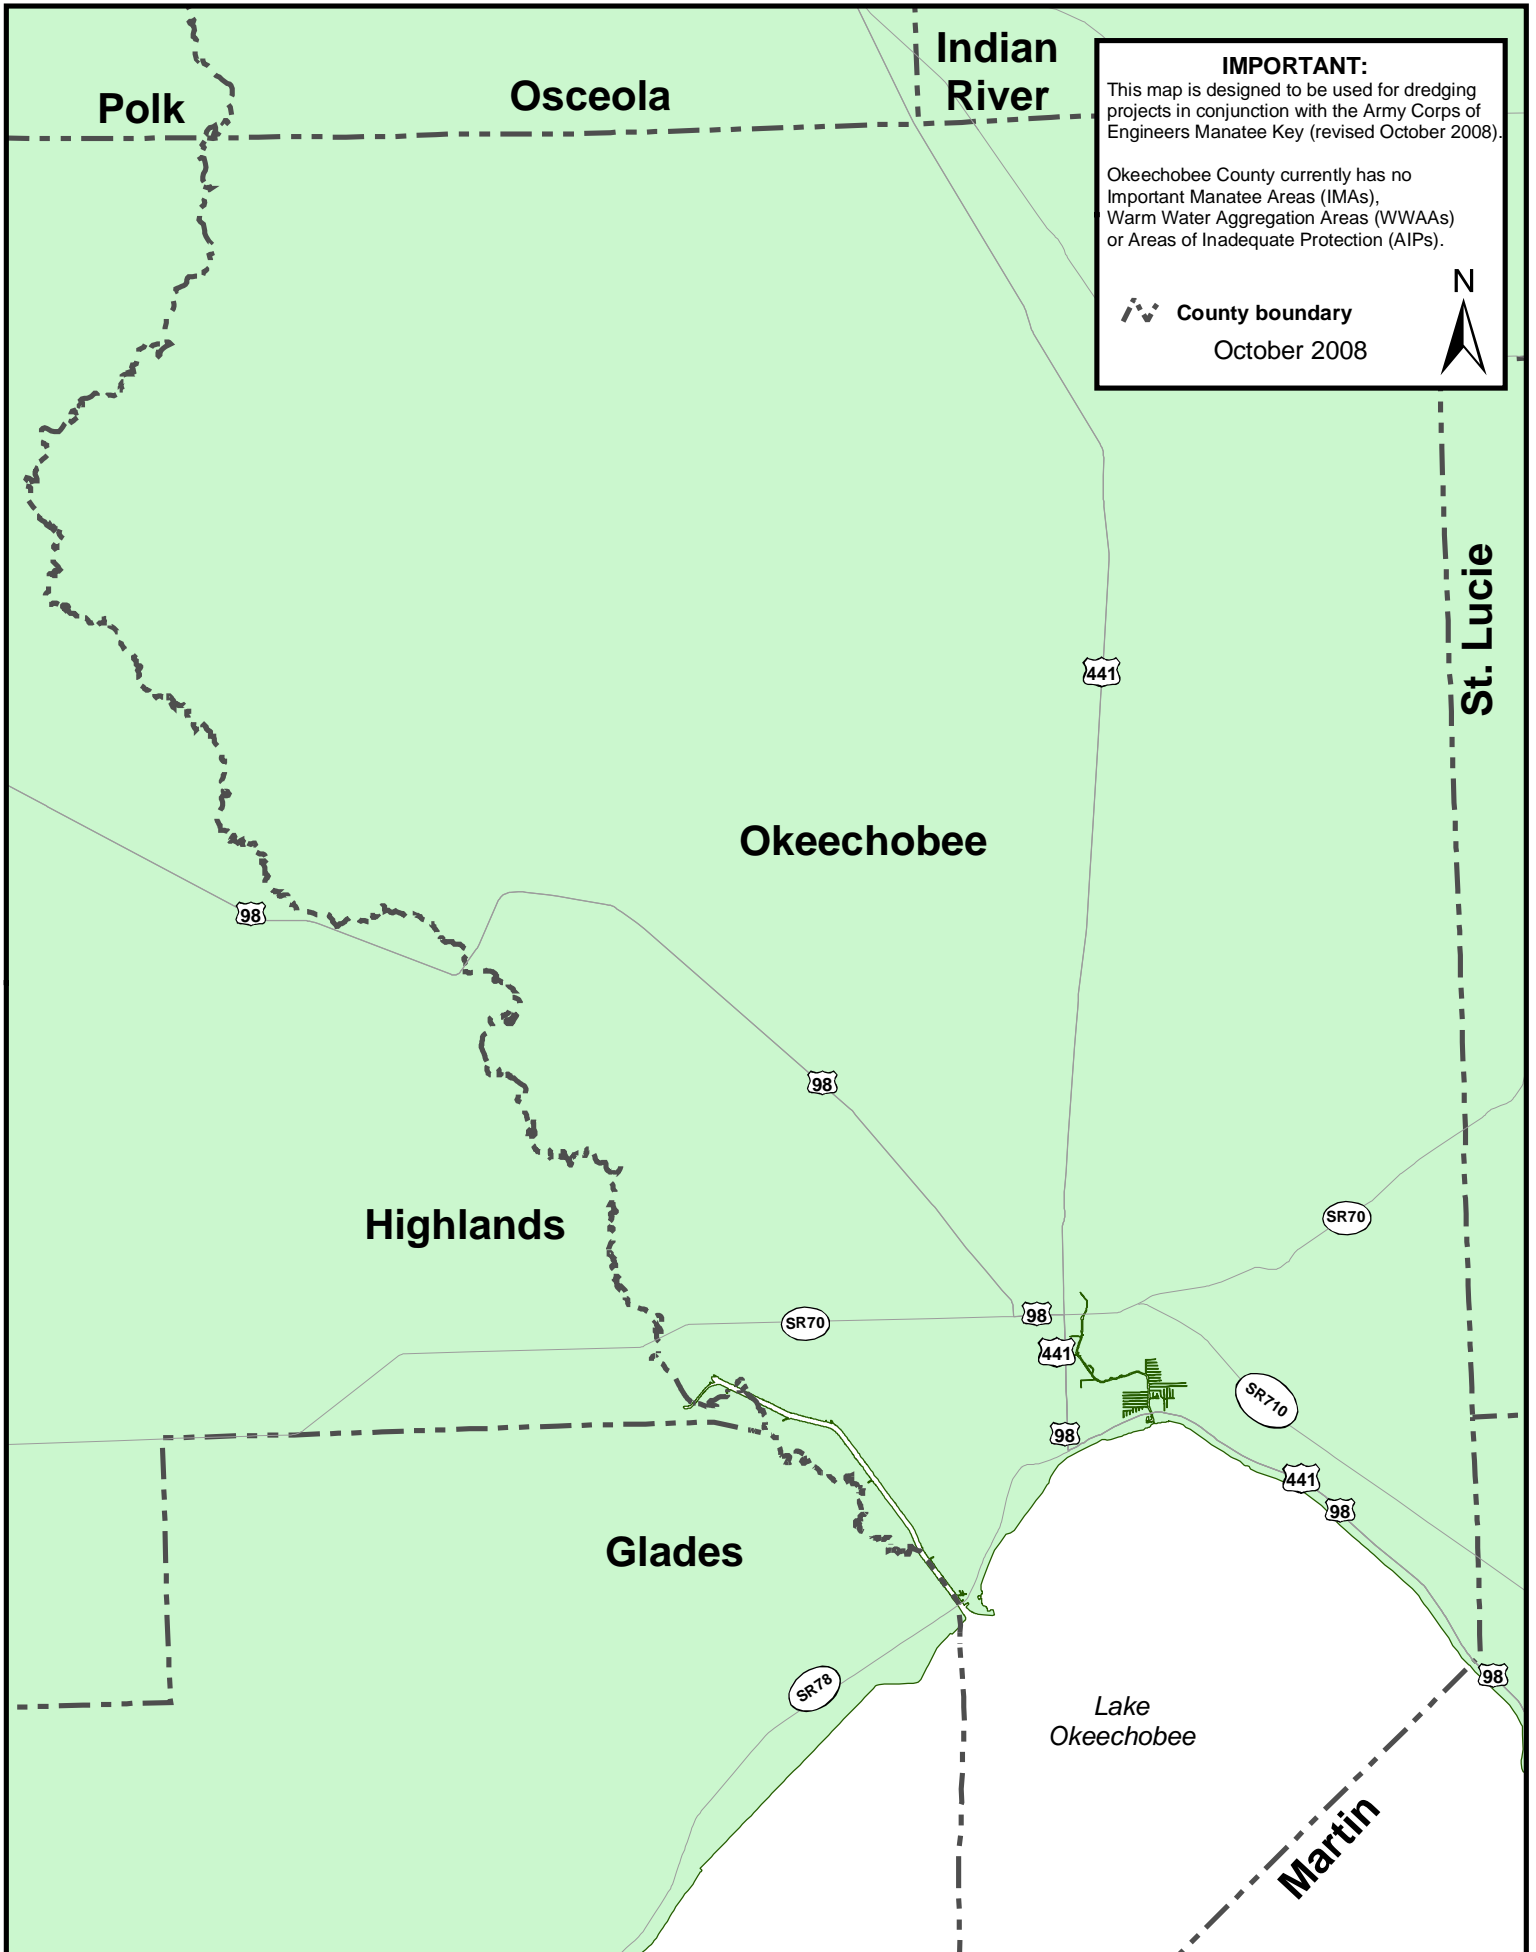 Indian
River
Polk
Osceola
IMPORTANT:
This map is designed to be used for dredging
projects in conjunction with the Army Corps of
Engineers Manatee Key (revised October 2008).
Okeechobee County currently has no
Important Manatee Areas (IMAs),
Warm Water Aggregation Areas (WWAAs)
or Areas of Inadequate Protection (AIPs).
N
County boundary
October 2008
St. Lucie
441
Okeechobee
98
98
Highlands
SR70
SR70
98
441
SR710
98
441
98
Glades
98
SR78
Lake
Okeechobee
Martin